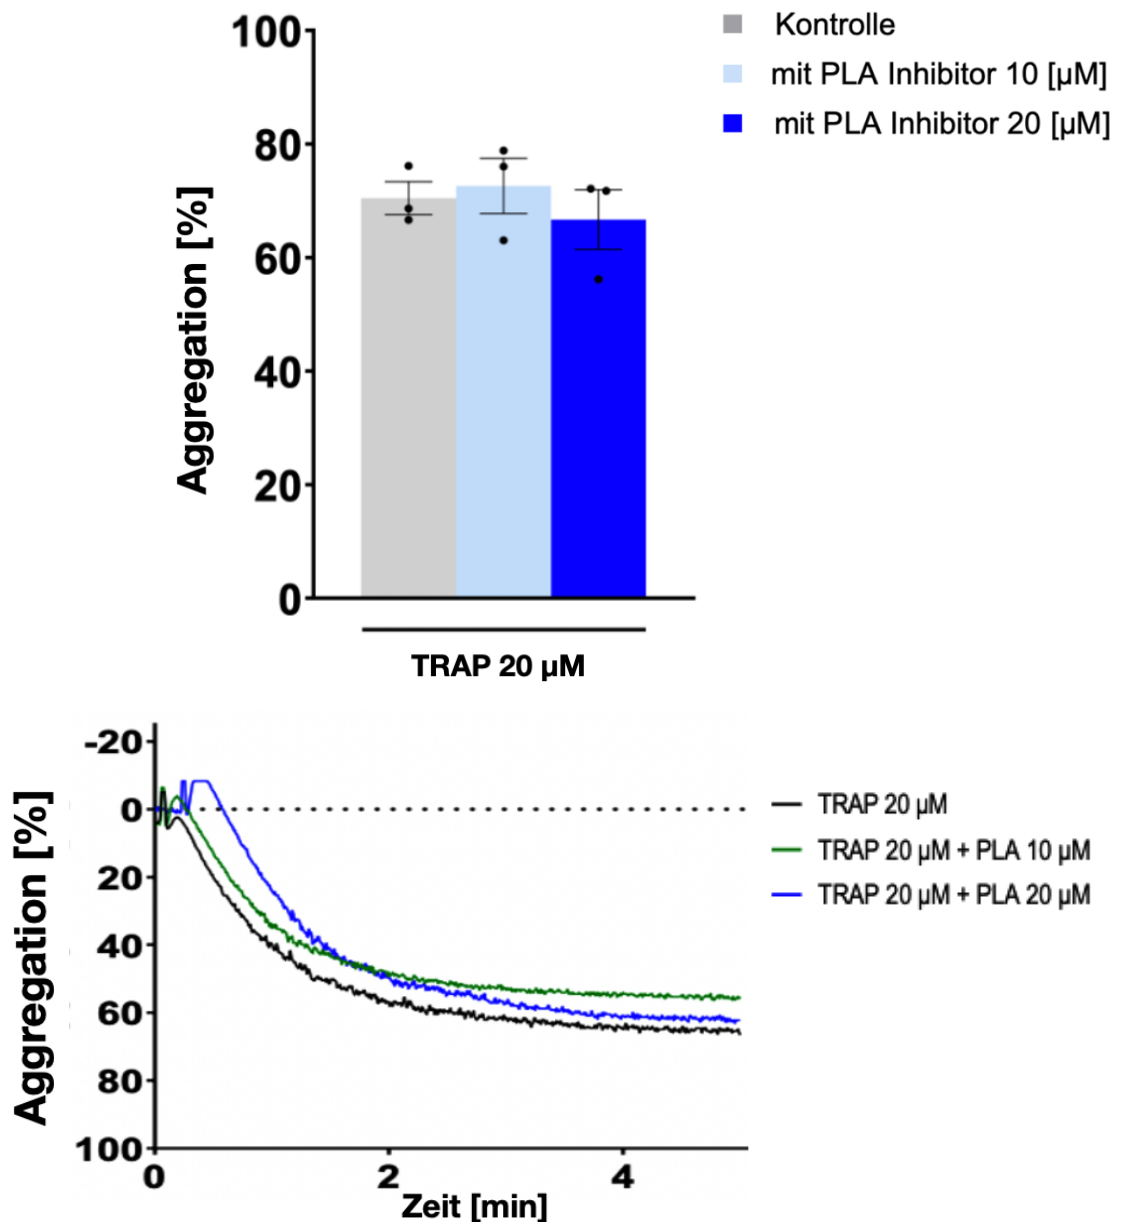 100
80
60
40
20
0
Aggregation [%]
TRAP 20 µM
Kontrolle
mit PLA Inhibitor 10 [µM]
mit PLA Inhibitor 20 [µM]
-20
0
20
40
60
80
100
Aggregation [%]
0 2 4
Zeit [min]
TRAP 20 µM
TRAP 20 µM + PLA 10 µM
TRAP 20 µM + PLA 20 µM